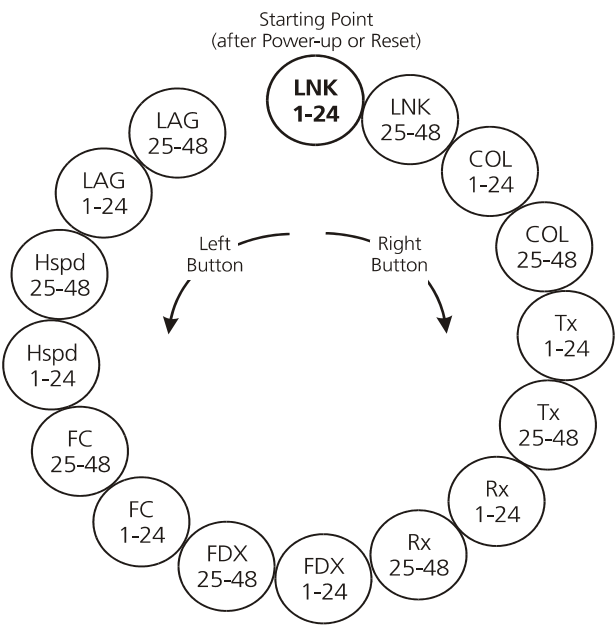 Starting Point
(after Power-up or Reset)
LNK
1-24
LNK
25-48
COL
1-24
COL
25-48
Tx
1-24
Tx
25-48
Rx
1-24
Rx
25-48
FDX
1-24
FDX
25-48
FC
1-24
FC
25-48
Hspd
1-24
Hspd
25-48
LAG
1-24
LAG
25-48
Left
Button
Right
Button